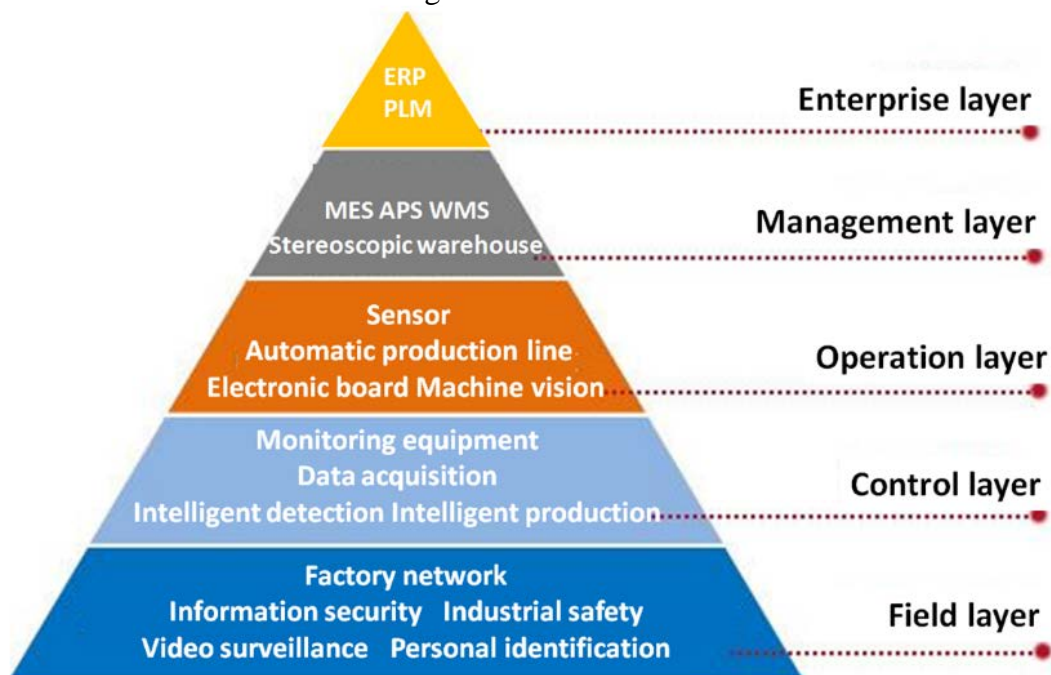 ERP
PLM
Enterprise layer
MES APS WMS
Stereoscopic warehouse
Management layer
Sensor
Automatic production line
Electronic board Machine vision
Operation layer
Monitoring equipment
Data acquisition
Intelligent detection Intelligent production
Control layer
Factory network
Information security Industrial safety
Video surveillance Personal identification
Field layer